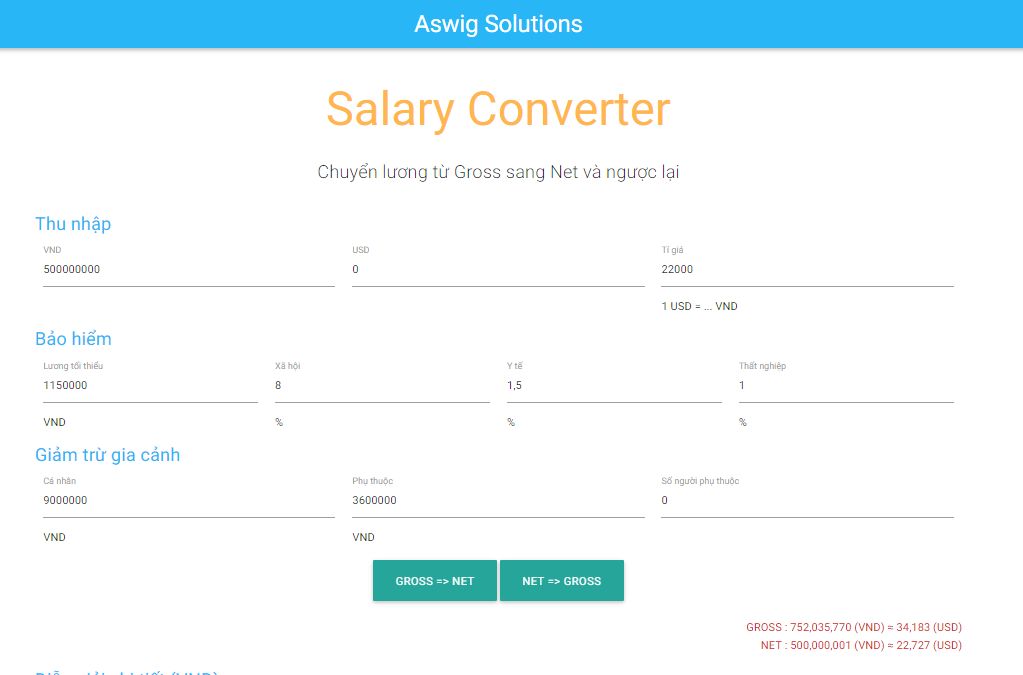 Aswig Solutions
Salary Converter
Chuyển lương từ Gross sang Net và ngược lại
Thu nhập
VND USD Tỉ giá
500000000 0 22000
1 USD = ... VND
Bảo hiểm
Lương tối thiểu Xã hội Y tế Thất nghiệp
1150000 8 1,5 1
VND % % %
Giảm trừ gia cảnh
Cá nhân Phụ thuộc Số người phụ thuộc
9000000 3600000 0
VND VND
GROSS => NET NET => GROSS
GROSS : 752,035,770 (VND) ≈ 34,183 (USD)
NET : 500,000,001 (VND) ≈ 22,727 (USD)